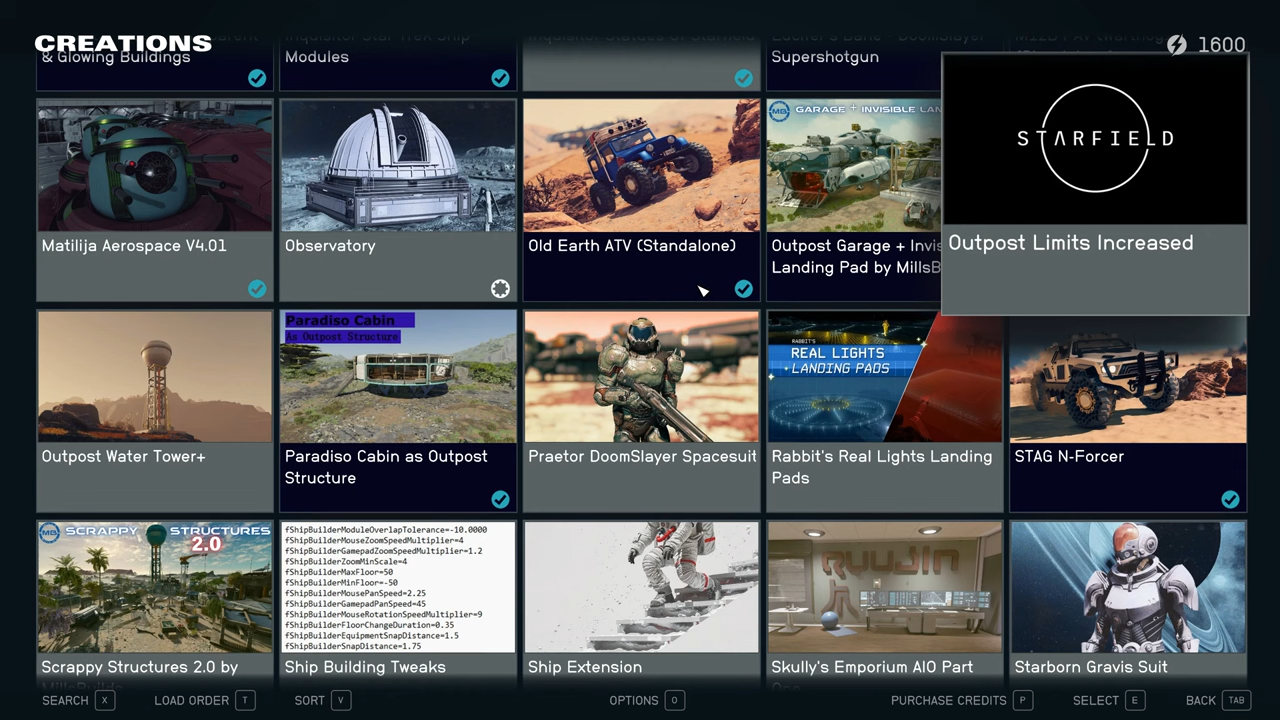 CREATIONS
1600
& Glowing Buildings
Modules
Supershotgun
GARAGE + INVISIBLE LAN
STARFIELD
Matilija Aerospace V4.01
Observatory
Old Earth ATV (Standalone)
Outpost Garage + Invis
Landing Pad by MillsB
Outpost Limits Increased
Paradiso Cabin
As Outpost Structure
RABBIT'S
REAL LIGHTS
LANDING PADS
Outpost Water Tower+
Paradiso Cabin as Outpost
Structure
Praetor DoomSlayer Spacesuit
Rabbit's Real Lights Landing
Pads
STAG N-Forcer
MB
SCRAPPY STRUCTURES
2.0
fShipBuilderModuleOverlapTolerance=-10.0000
fShipBuilderMouseZoomSpeedMultiplier=4
fShipBuilderGamepadZoomSpeedMultiplier=1.2
fShipBuilderZoomMinScale=4
fShipBuilderMaxFloor=50
fShipBuilderMinFloor=-50
fShipBuilderMousePanSpeed=2.25
fShipBuilderGamepadPanSpeed=45
fShipBuilderMouseRotationSpeedMultiplier=9
fShipBuilderFloorChangeDuration=0.35
fShipBuilderEquipmentSnapDistance=1.5
fShipBuilderSnapDistance=1.75
RYUJIN
Scrappy Structures 2.0 by
Ship Building Tweaks
Ship Extension
Skully's Emporium AIO Part
Starborn Gravis Suit
SEARCH X
LOAD ORDER T
SORT V
OPTIONS O
PURCHASE CREDITS P
SELECT E
BACK TAB